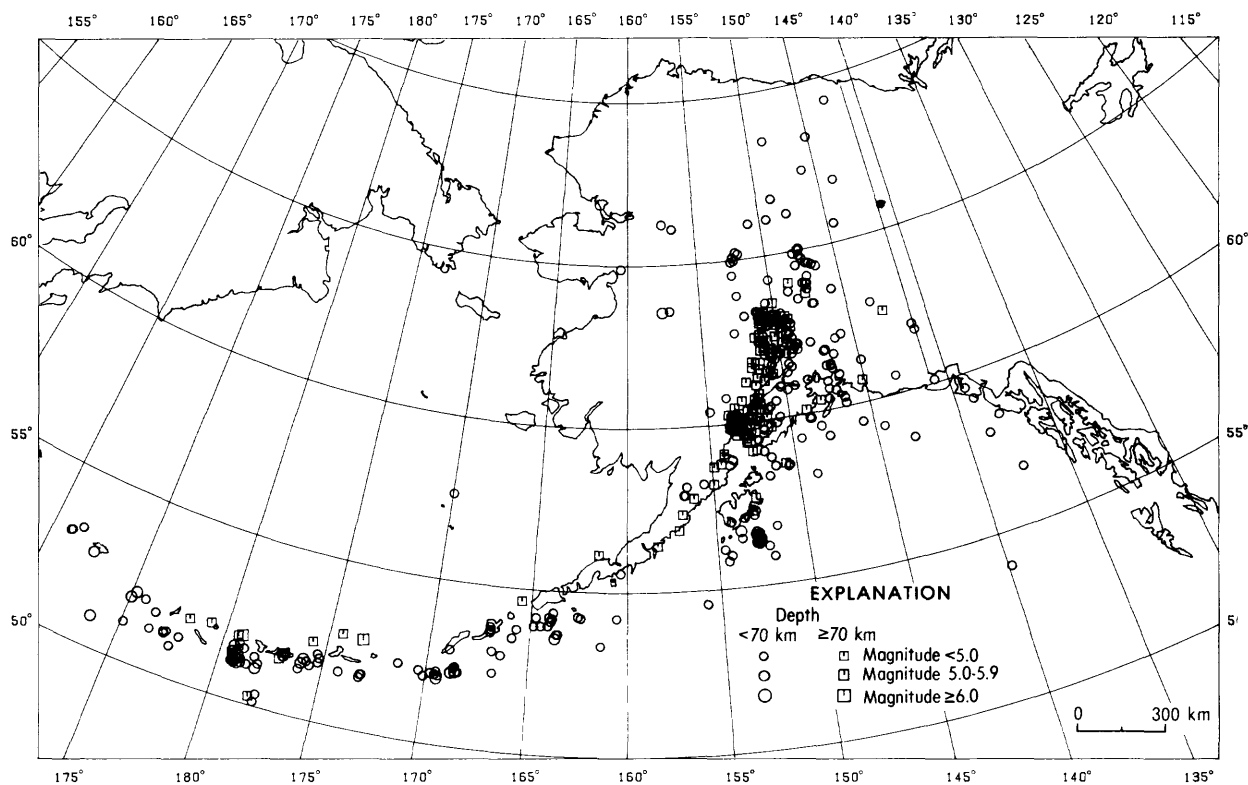 155° 160° 165° 170° 175° 180° 175° 170° 165° 160° 155° 150° 145° 140° 135° 130° 125° 120° 115°
60° 60°
55° 55°
50°
EXPLANATION
Depth
<70 km ≥70 km
Magnitude <5.0
Magnitude 5.0-5.9
Magnitude ≥6.0
0 300 km
175° 180° 175° 170° 165° 160° 155° 150° 145° 140° 135°